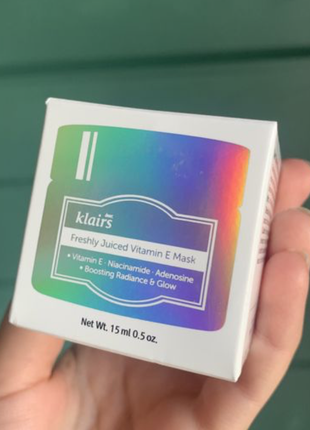 klairs
Freshly Juiced Vitamin E Mask
• Vitamin E · Niacinamide · Adenosine
• Boosting Radiance & Glow
Net Wt. 15 ml 0.5 oz.